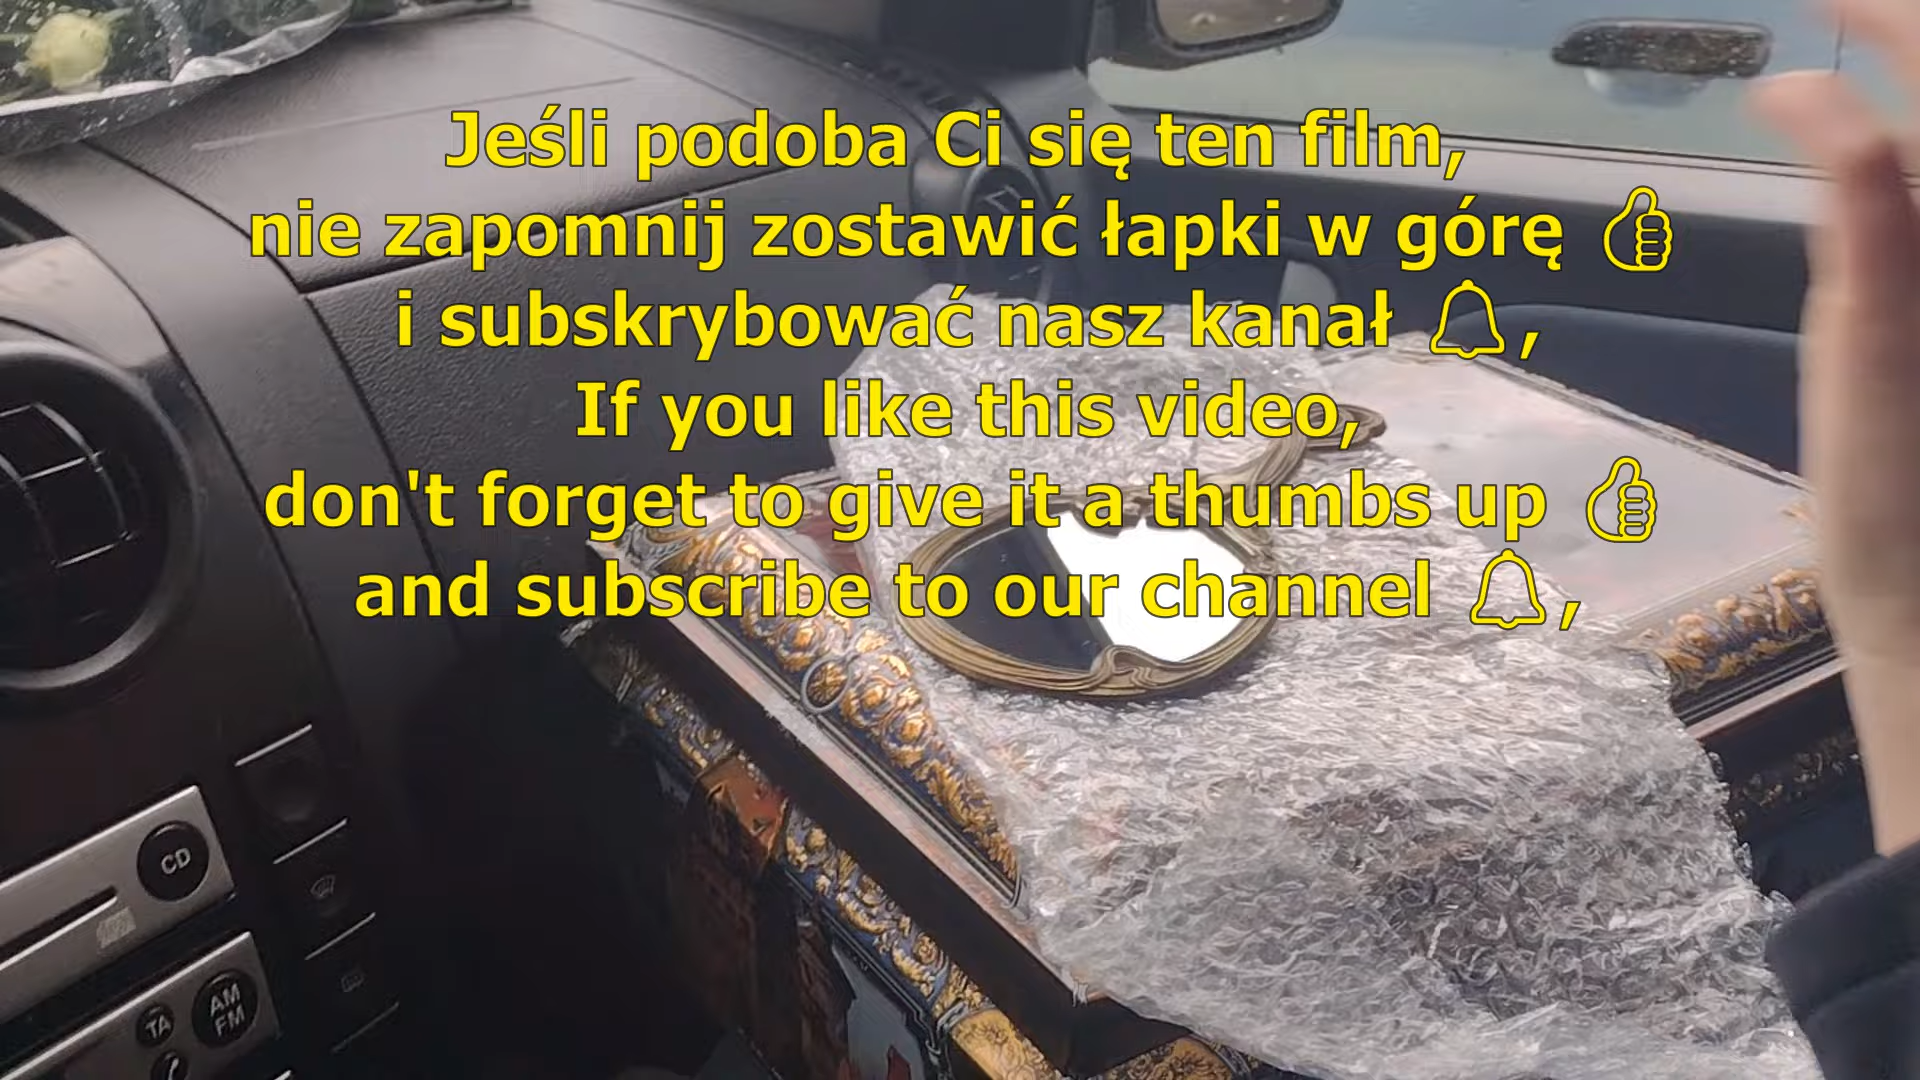 Jeśli podoba Ci się ten film,
nie zapomnij zostawić łapki w górę 👍
i subskrybować nasz kanał 🔔,
If you like this video,
don't forget to give it a thumbs up 👍
and subscribe to our channel 🔔,
CD
AM
FM
TA